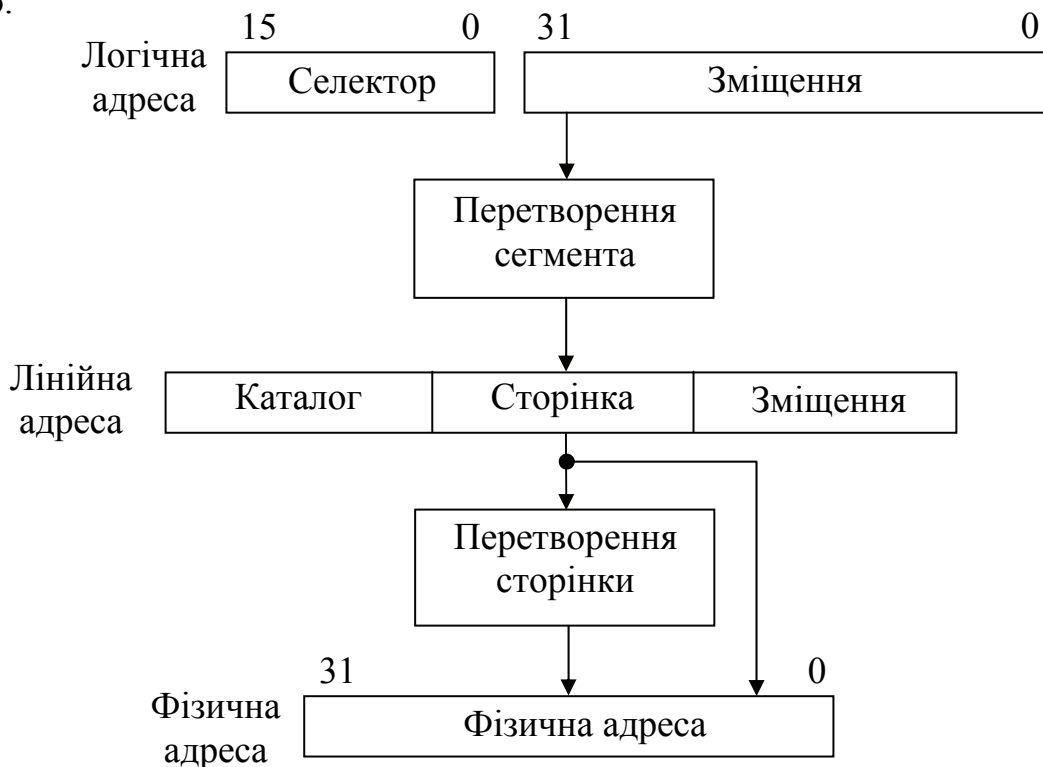 15 0 31 0
Логічна
адреса
Селектор
Зміщення
Перетворення
сегмента
Лінійна
адреса
Каталог
Сторінка
Зміщення
Перетворення
сторінки
31 0
Фізична
адреса
Фізична адреса